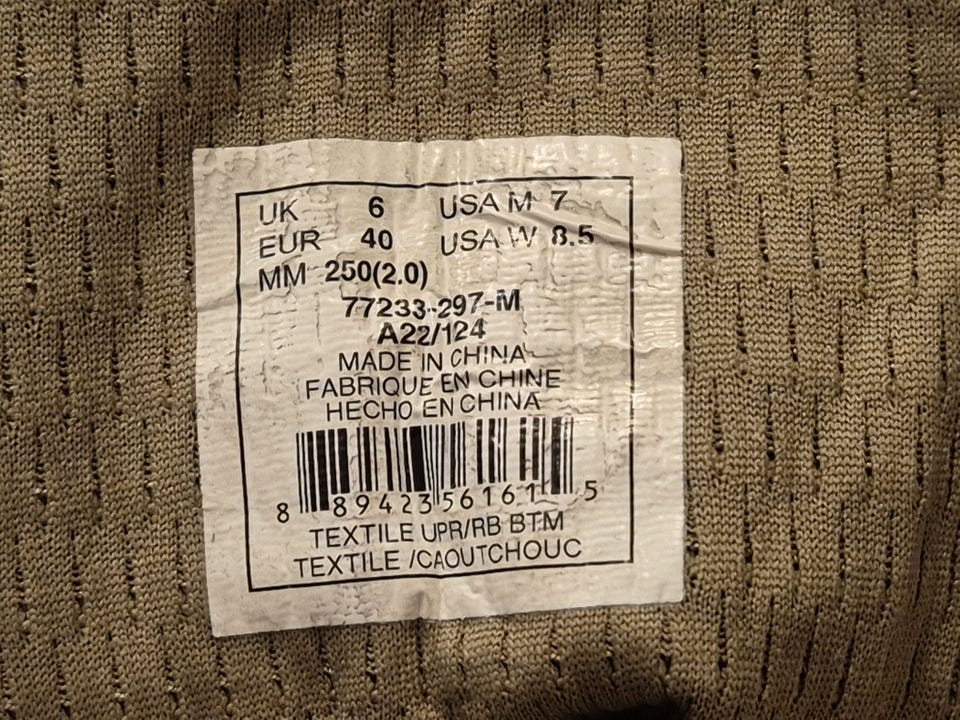 UK 6 USA M 7
EUR 40 USA W 8.5
MM 250(2.0)
77233-297-M
A22/124
MADE IN CHINA
FABRIQUE EN CHINE
HECHO EN CHINA
8 89423 56161 5
TEXTILE UPR/RB BTM
TEXTILE /CAOUTCHOUC